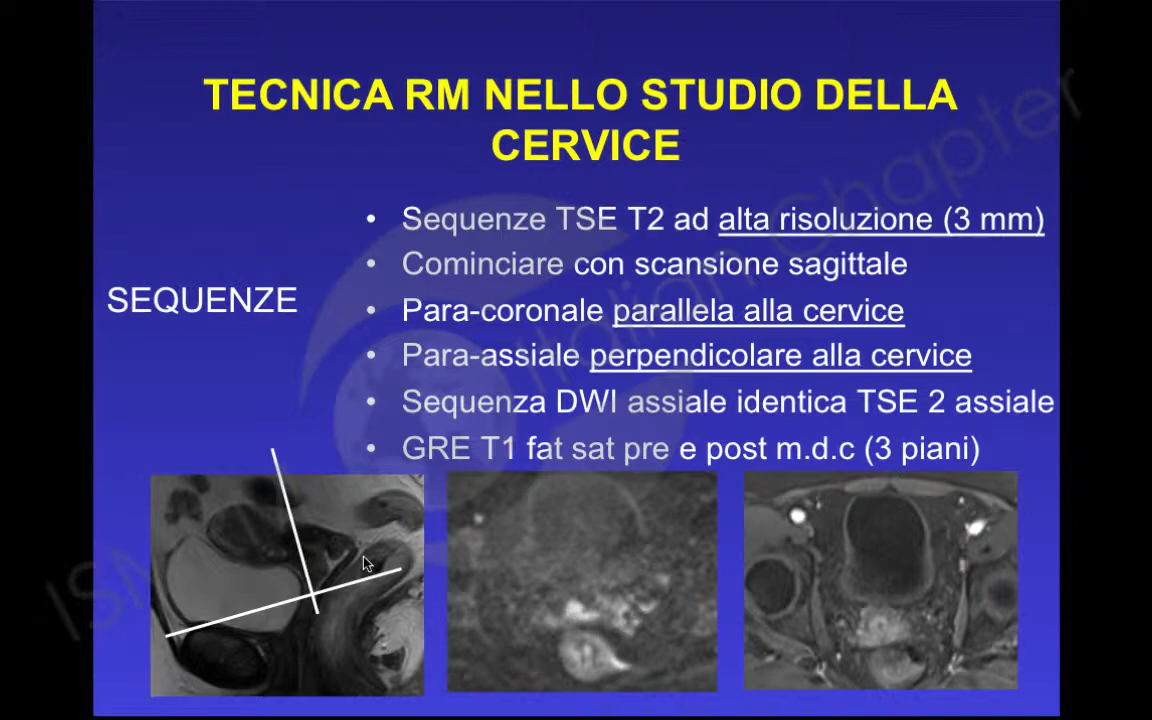 TECNICA RM NELLO STUDIO DELLA
CERVICE
SEQUENZE
• Sequenze TSE T2 ad alta risoluzione (3 mm)
• Cominciare con scansione sagittale
• Para-coronale parallela alla cervice
• Para-assiale perpendicolare alla cervice
• Sequenza DWI assiale identica TSE 2 assiale
• GRE T1 fat sat pre e post m.d.c (3 piani)
Italian Chapter